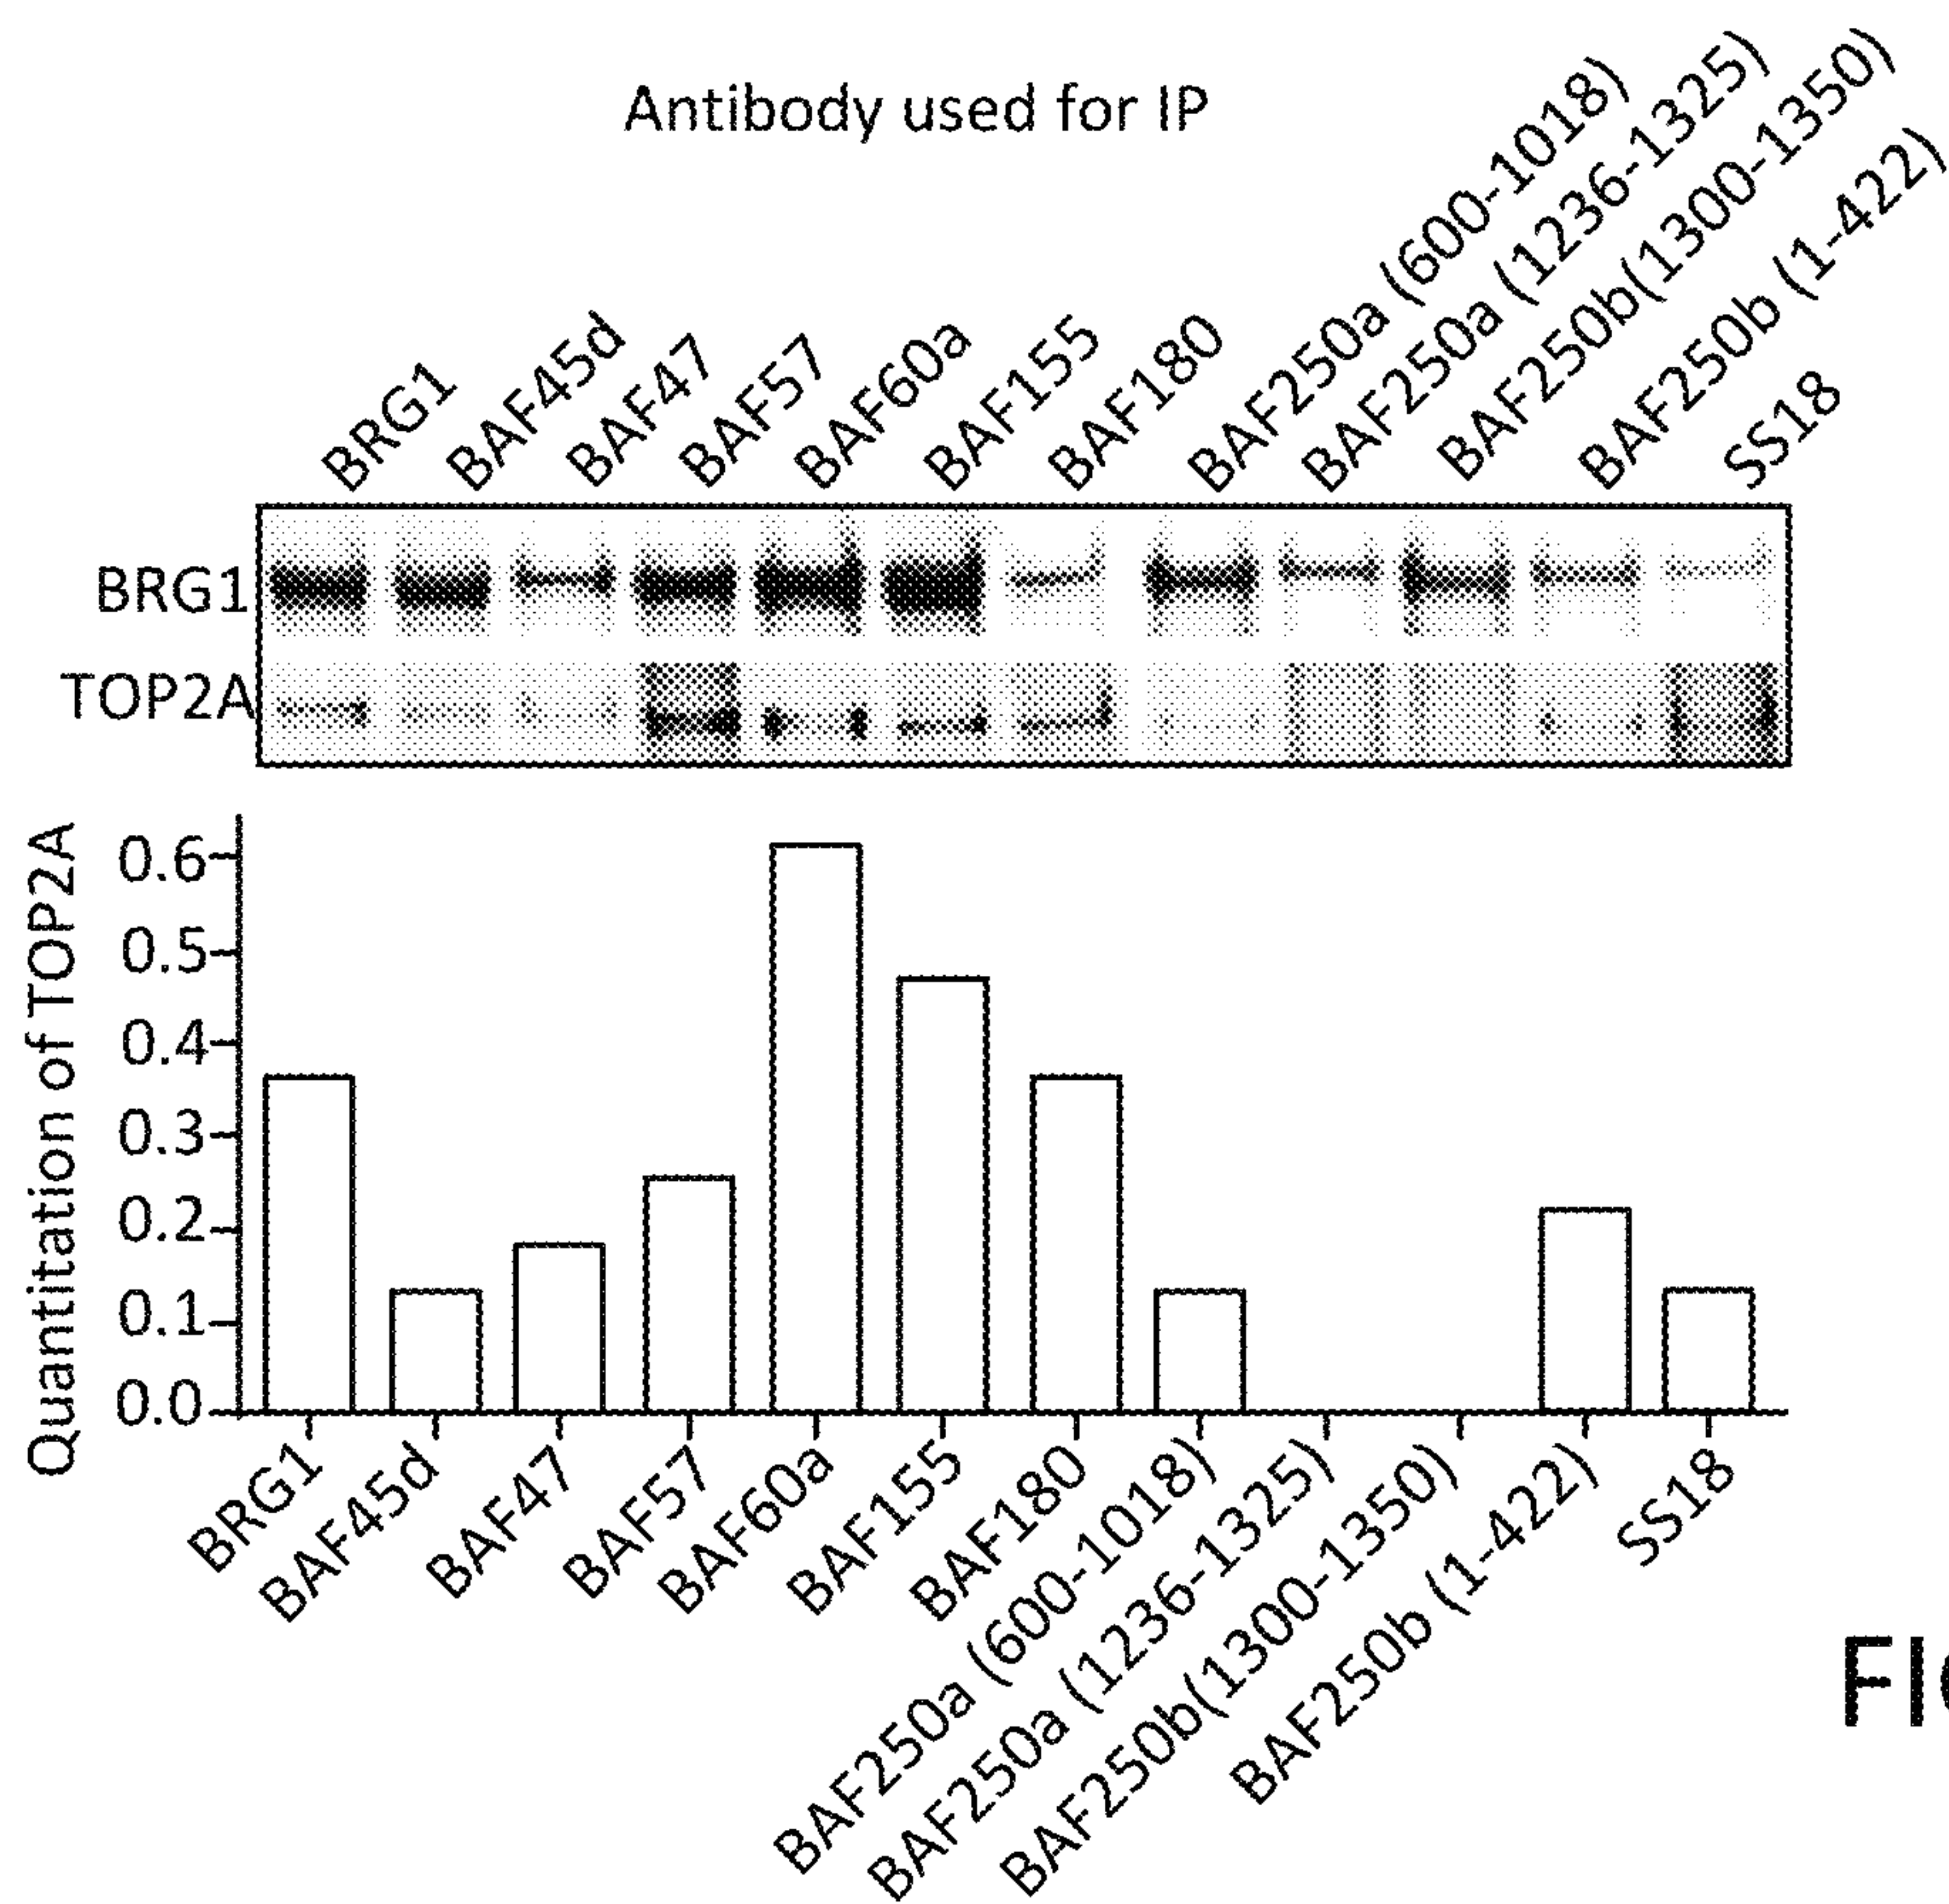 Antibody used for IP
BRG1
BAF45d
BAF47
BAF57
BAF60a
BAF155
BAF180
BAF250a (600-1018)
BAF250a (1236-1325)
BAF250b(1300-1350)
BAF250b (1-422)
SS18
BRG1
TOP2A
Quantitation of TOP2A
0.6
0.5
0.4
0.3
0.2
0.1
0.0
BRG1
BAF45d
BAF47
BAF57
BAF60a
BAF155
BAF180
BAF250a (600-1018)
BAF250a (1236-1325)
BAF250b(1300-1350)
BAF250b (1-422)
SS18